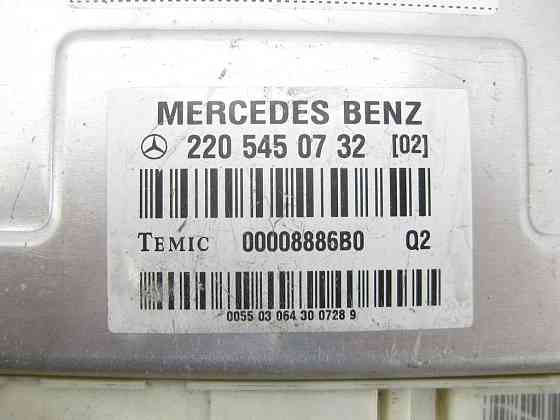 MERCEDES BENZ
220 545 07 32 [02]
TEMIC 00008886B0 Q2
0055 03 064 30 0728 9